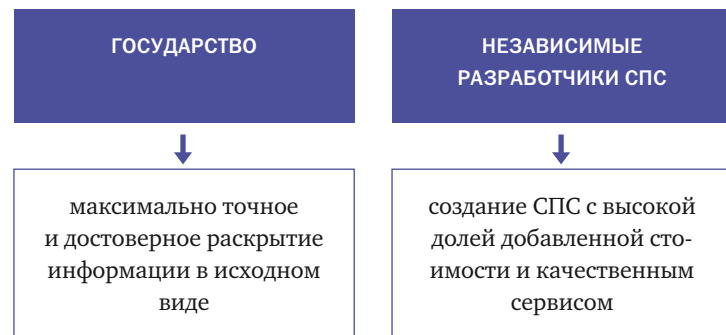 ГОСУДАРСТВО
НЕЗАВИСИМЫЕ
РАЗРАБОТЧИКИ СПС
максимально точное
и достоверное раскрытие
информации в исходном
виде
создание СПС с высокой
долей добавленной сто-
имости и качественным
сервисом